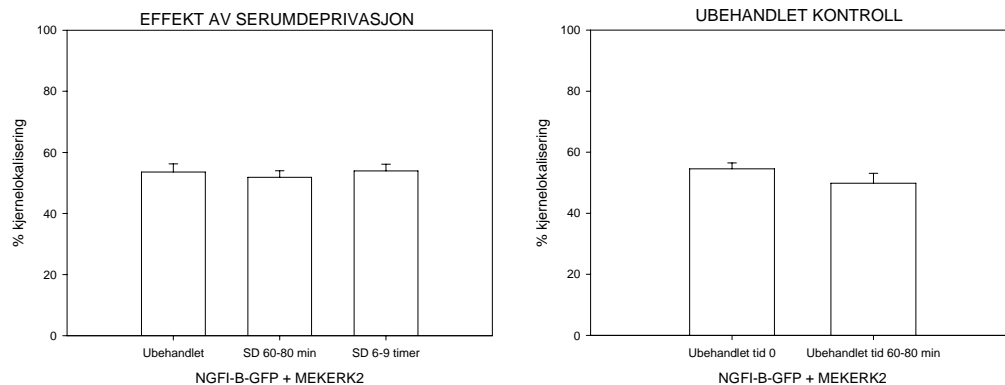 EFFEKT AV SERUMDEPRIVASJON
100
80
60
40
20
0
% kjernelokalisering
Ubehandlet SD 60-80 min SD 6-9 timer
NGFI-B-GFP + MEKERK2
UBEHANDLET KONTROLL
100
80
60
40
20
0
% kjernelokalisering
Ubehandlet tid 0 Ubehandlet tid 60-80 min
NGFI-B-GFP + MEKERK2